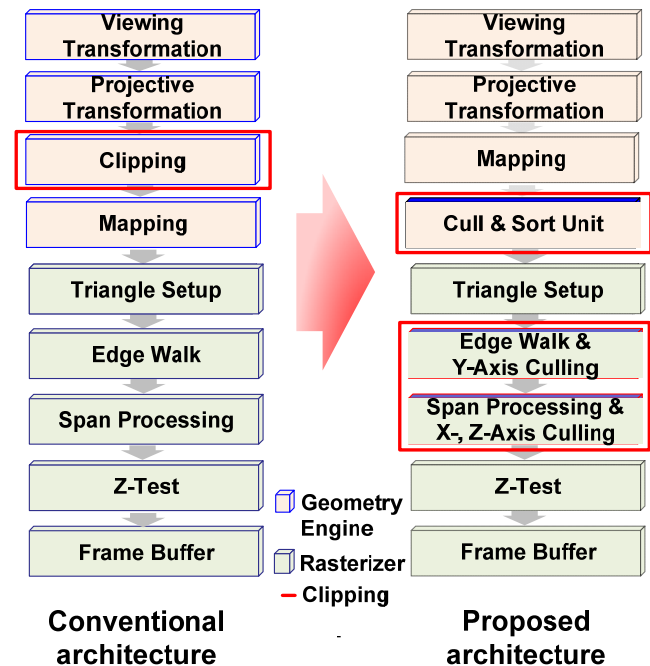 Viewing
Transformation
Projective
Transformation
Clipping
Mapping
Triangle Setup
Edge Walk
Span Processing
Z-Test
Frame Buffer
Conventional
architecture
Geometry
Engine
Rasterizer
Clipping
-
Viewing
Transformation
Projective
Transformation
Mapping
Cull & Sort Unit
Triangle Setup
Edge Walk &
Y-Axis Culling
Span Processing &
X-, Z-Axis Culling
Z-Test
Frame Buffer
Proposed
architecture